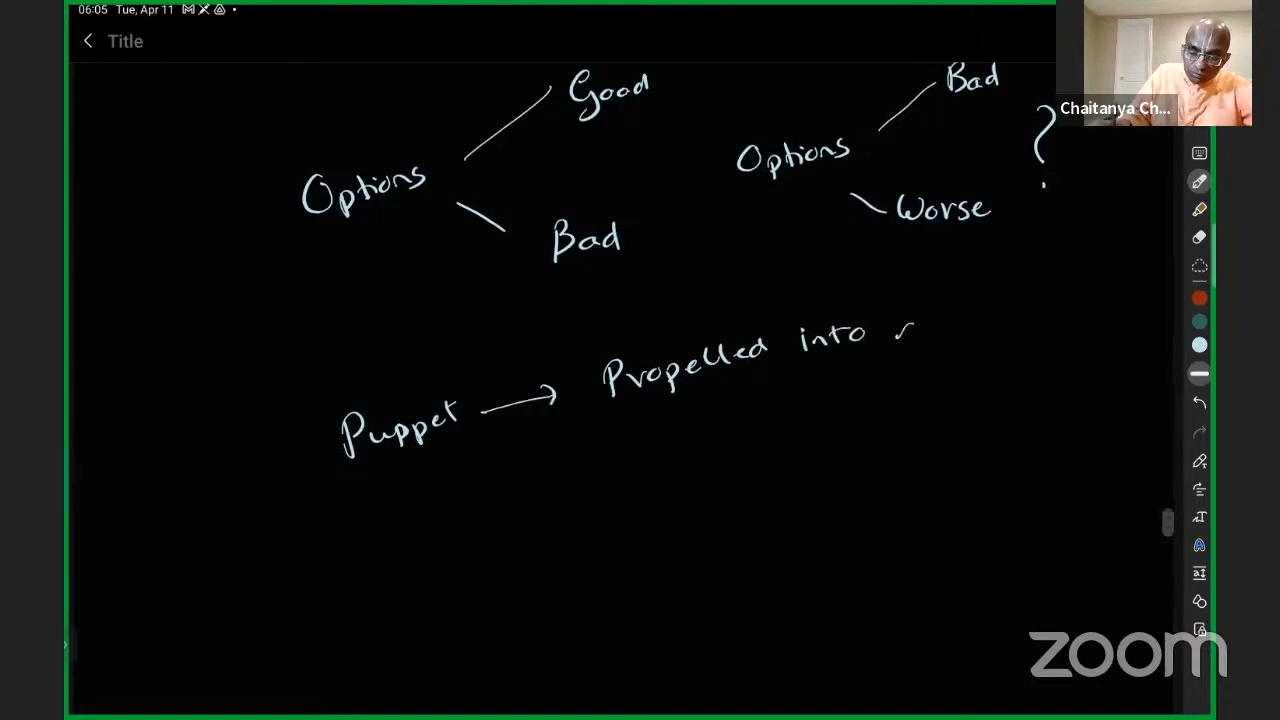 06:05 Tue, Apr 11
Title
Good
Options
Bad
Bad
Options
Worse
?
Puppet → Propelled into
Chaitanya Ch...
zoom